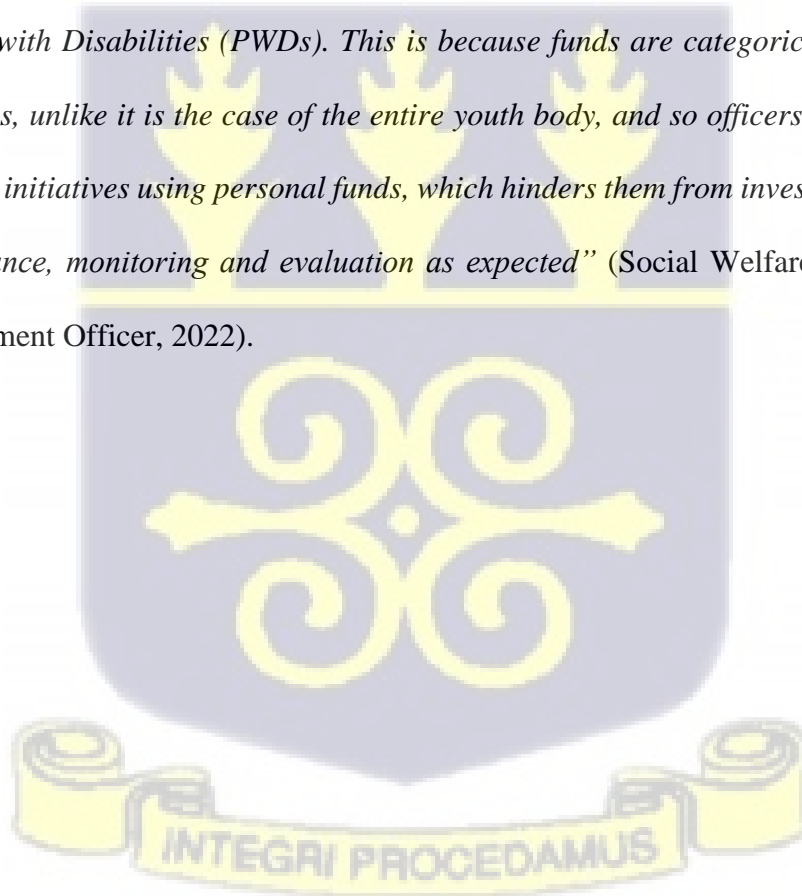 with Disabilities (PWDs). This is because funds are categoric
s, unlike it is the case of the entire youth body, and so officers
initiatives using personal funds, which hinders them from inves
ance, monitoring and evaluation as expected” (Social Welfare
ment Officer, 2022).
INTEGRI PROCEDAMUS